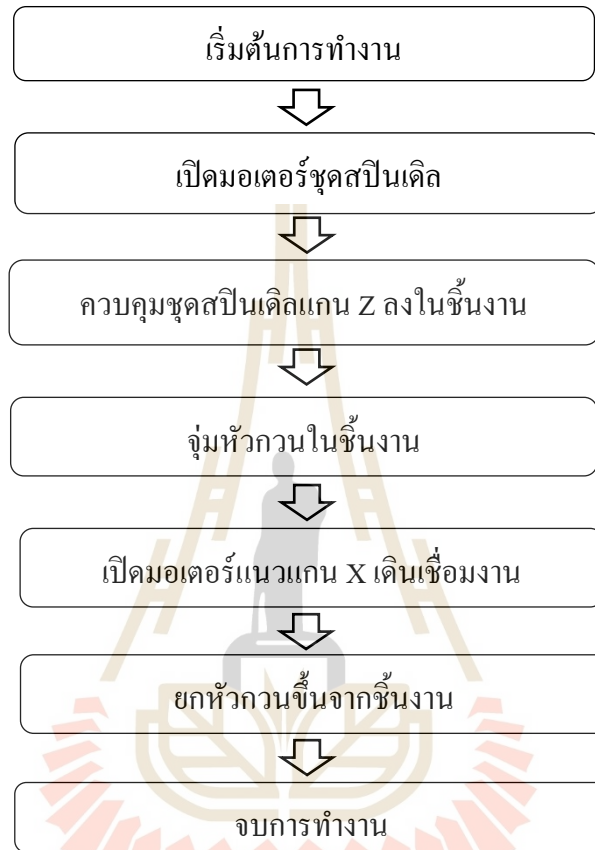 เริ่มต้นการทำงาน
เปิดมอเตอร์ชุดสปินเดิล
ควบคุมชุดสปินเดิลแกน Z ลงในชิ้นงาน
จุ่มหัวกวนในชิ้นงาน
เปิดมอเตอร์แนวแกน X เดินเชื่อมงาน
ยกหัวกวนขึ้นจากชิ้นงาน
จบการทำงาน